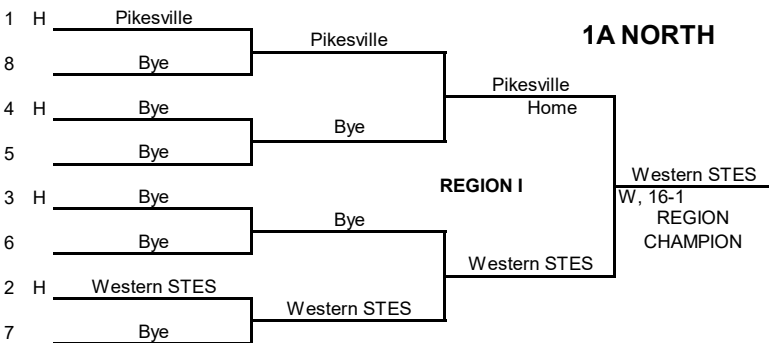 1 H Pikesville
1A NORTH
Pikesville
8 Bye
Pikesville
4 H Bye
Home
Bye
5 Bye
REGION I
Western STES
3 H Bye
W, 16-1
Bye
REGION
6 Bye
CHAMPION
Western STES
2 H Western STES
Western STES
7 Bye